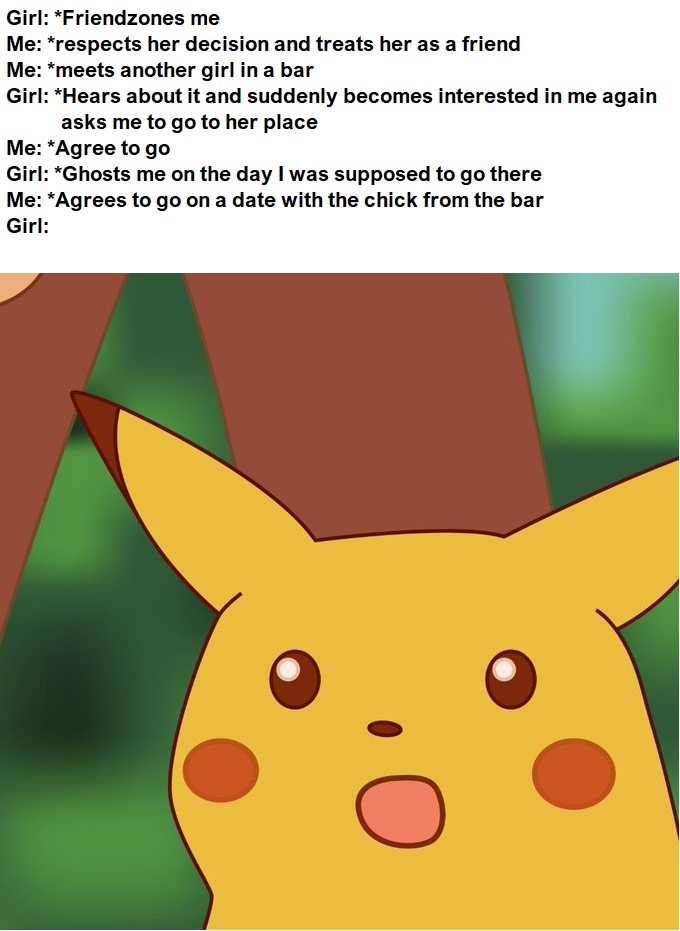 Girl: *Friendzones me
Me: *respects her decision and treats her as a friend
Me: *meets another girl in a bar
Girl: *Hears about it and suddenly becomes interested in me again
asks me to go to her place
Me: *Agree to go
Girl: *Ghosts me on the day I was supposed to go there
Me: *Agrees to go on a date with the chick from the bar
Girl: